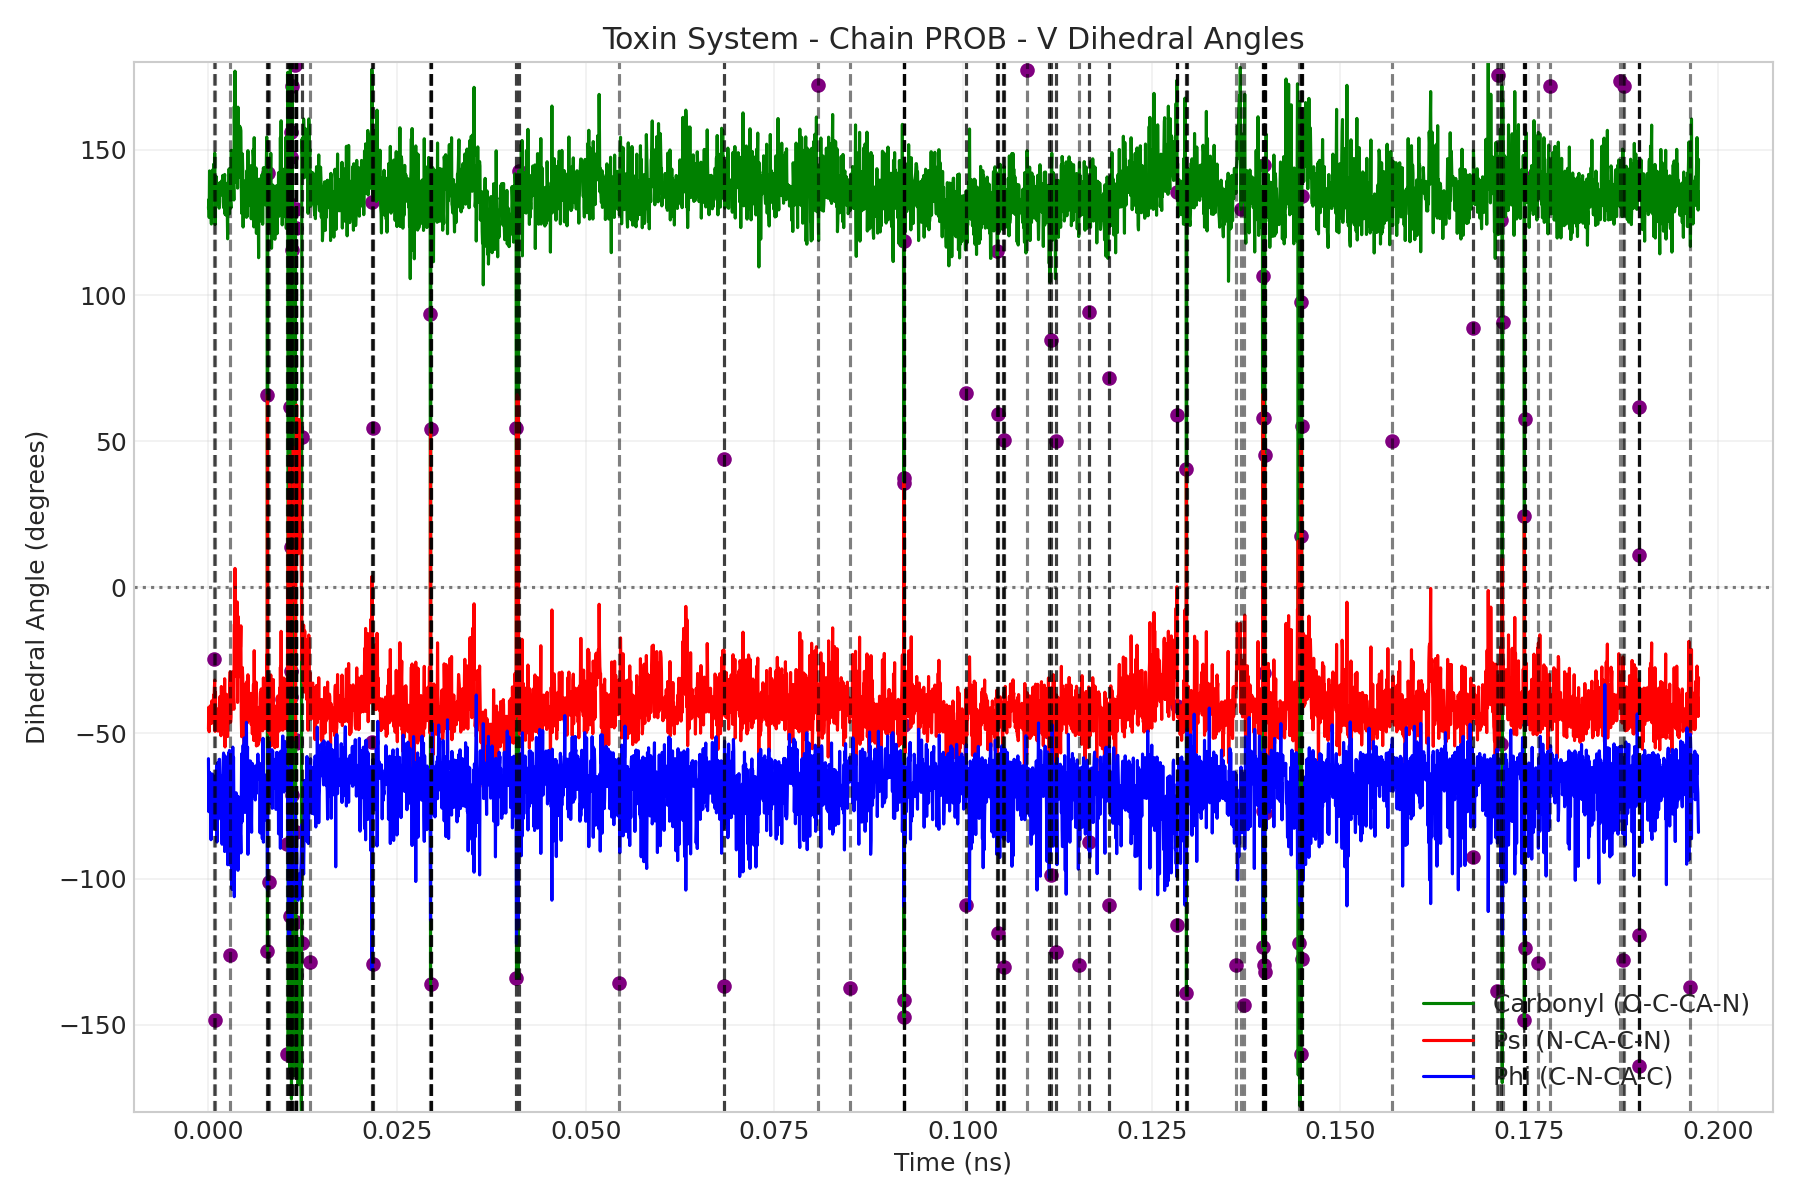 Toxin System - Chain PROB - V Dihedral Angles
Dihedral Angle (degrees)
150
100
50
0
−50
−100
−150
Carbonyl (O-C-CA-N)
Psi (N-CA-C-N)
Phi (C-N-CA-C)
0.000 0.025 0.050 0.075 0.100 0.125 0.150 0.175 0.200
Time (ns)